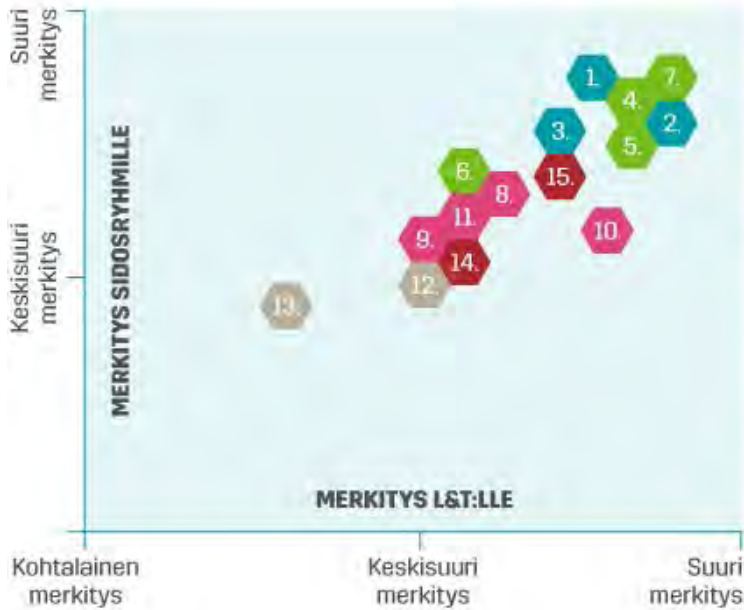 Suuri
merkitys
Keskisuuri
merkitys
MERKITYS SIDOSRYHMILLE
1.
7.
4.
2.
3.
5.
6.
15.
8.
11.
10.
9.
14.
12.
13.
MERKITYS L&T:LLE
Kohtalainen
merkitys
Keskisuuri
merkitys
Suuri
merkitys